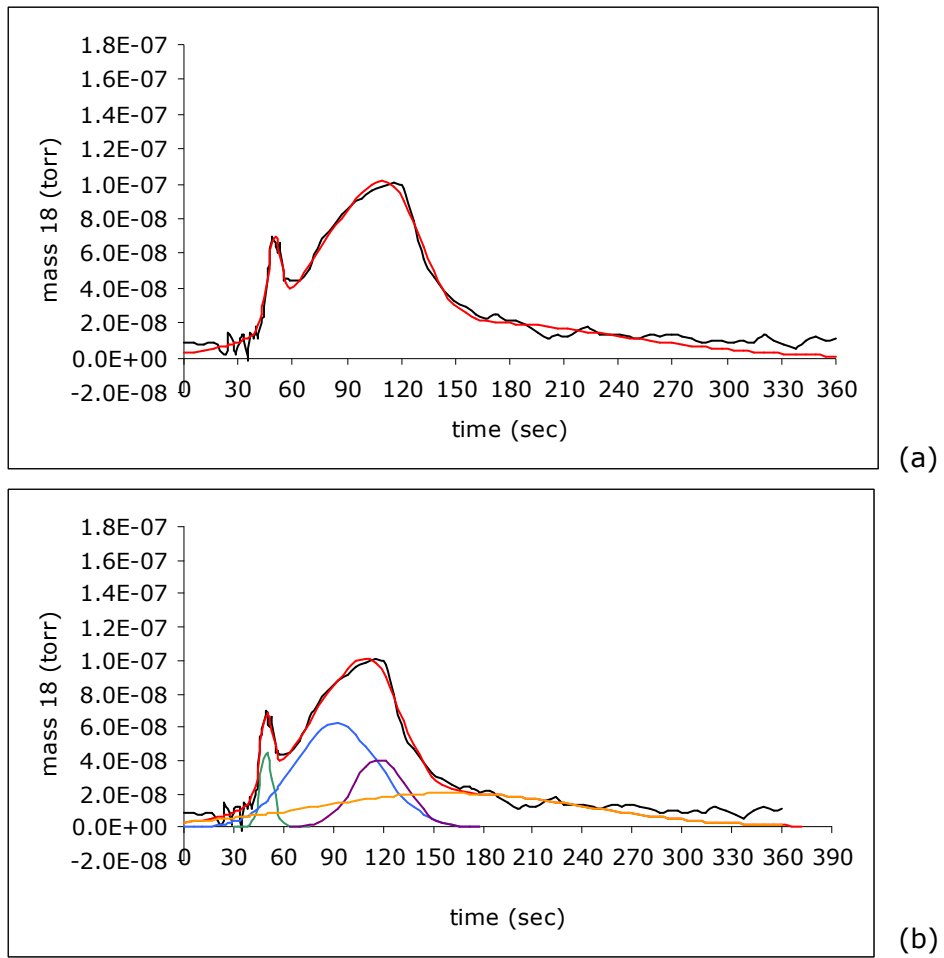 1.8E-07
1.6E-07
1.4E-07
1.2E-07
1.0E-07
8.0E-08
6.0E-08
4.0E-08
2.0E-08
0.0E+00
-2.0E-08
mass 18 (torr)
0 30 60 90 120 150 180 210 240 270 300 330 360
time (sec)
(a)
1.8E-07
1.6E-07
1.4E-07
1.2E-07
1.0E-07
8.0E-08
6.0E-08
4.0E-08
2.0E-08
0.0E+00
-2.0E-08
mass 18 (torr)
0 30 60 90 120 150 180 210 240 270 300 330 360 390
time (sec)
(b)